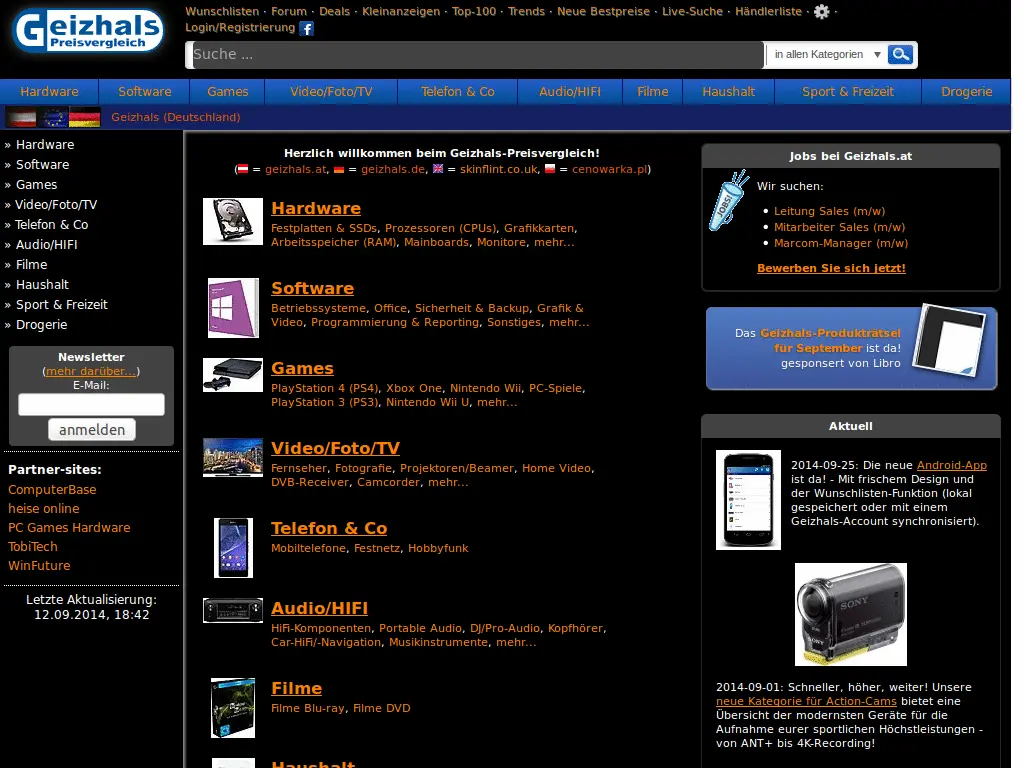 Geizhals
Preisvergleich
Wunschlisten · Forum · Deals · Kleinanzeigen · Top-100 · Trends · Neue Bestpreise · Live-Suche · Händlerliste ·
Login/Registrierung
Suche ...
in allen Kategorien
Hardware Software Games Video/Foto/TV Telefon & Co Audio/HIFI Filme Haushalt Sport & Freizeit Drogerie
Geizhals (Deutschland)
» Hardware
» Software
» Games
» Video/Foto/TV
» Telefon & Co
» Audio/HIFI
» Filme
» Haushalt
» Sport & Freizeit
» Drogerie
Newsletter
(mehr darüber...)
E-Mail:
anmelden
Partner-sites:
ComputerBase
heise online
PC Games Hardware
TobiTech
WinFuture
Letzte Aktualisierung:
12.09.2014, 18:42
Herzlich willkommen beim Geizhals-Preisvergleich!
( = geizhals.at, = geizhals.de, = skinflint.co.uk, = cenowarka.pl)
Hardware
Festplatten & SSDs, Prozessoren (CPUs), Grafikkarten,
Arbeitsspeicher (RAM), Mainboards, Monitore, mehr...
Software
Betriebssysteme, Office, Sicherheit & Backup, Grafik &
Video, Programmierung & Reporting, Sonstiges, mehr...
Games
PlayStation 4 (PS4), Xbox One, Nintendo Wii, PC-Spiele,
PlayStation 3 (PS3), Nintendo Wii U, mehr...
Video/Foto/TV
Fernseher, Fotografie, Projektoren/Beamer, Home Video,
DVB-Receiver, Camcorder, mehr...
Telefon & Co
Mobiltelefone, Festnetz, Hobbyfunk
Audio/HIFI
HiFi-Komponenten, Portable Audio, DJ/Pro-Audio, Kopfhörer,
Car-HiFi/-Navigation, Musikinstrumente, mehr...
Filme
Filme Blu-ray, Filme DVD
Haushalt
Jobs bei Geizhals.at
JOBS!
Wir suchen:
• Leitung Sales (m/w)
• Mitarbeiter Sales (m/w)
• Marcom-Manager (m/w)
Bewerben Sie sich jetzt!
Das Geizhals-Produkträtsel
für September ist da!
gesponsert von Libro
Aktuell
2014-09-25: Die neue Android-App
ist da! - Mit frischem Design und
der Wunschlisten-Funktion (lokal
gespeichert oder mit einem
Geizhals-Account synchronisiert).
SONY
SONY
2014-09-01: Schneller, höher, weiter! Unsere
neue Kategorie für Action-Cams bietet eine
Übersicht der modernsten Geräte für die
Aufnahme eurer sportlichen Höchstleistungen -
von ANT+ bis 4K-Recording!